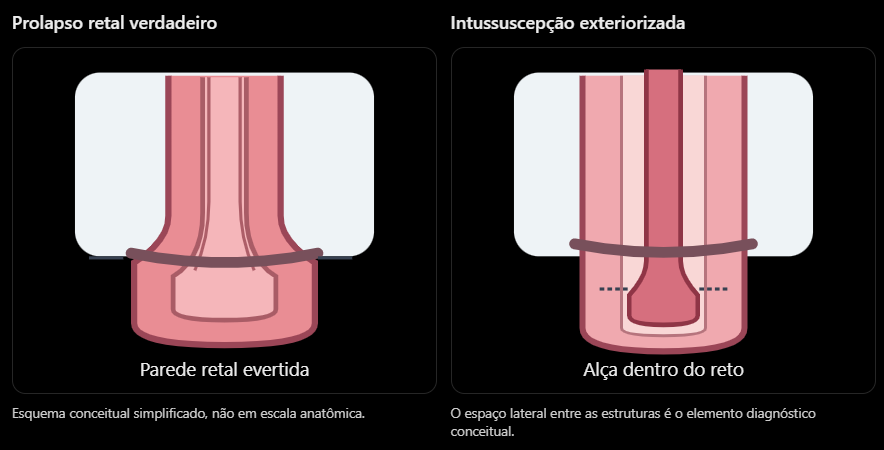 Prolapso retal verdadeiro
Intussuscepção exteriorizada
Parede retal evertida
Alça dentro do reto
Esquema conceitual simplificado, não em escala anatômica.
O espaço lateral entre as estruturas é o elemento diagnóstico
conceitual.